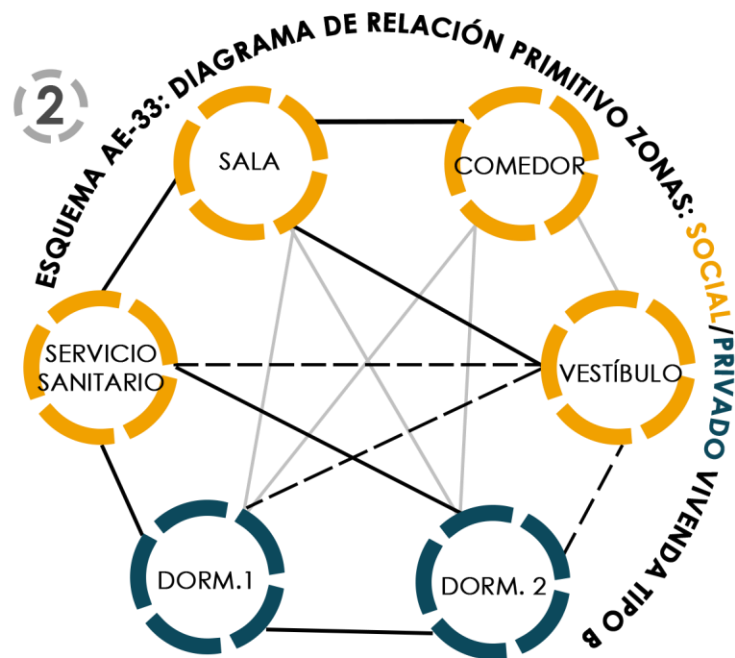 ESQUEMA AE-33: DIAGRAMA DE RELACIÓN PRIMITIVO ZONAS: SOCIAL/PRIVADO VIVENDA TIPO B
2
SALA
COMEDOR
SERVICIO
SANITARIO
VESTÍBULO
DORM.1
DORM. 2